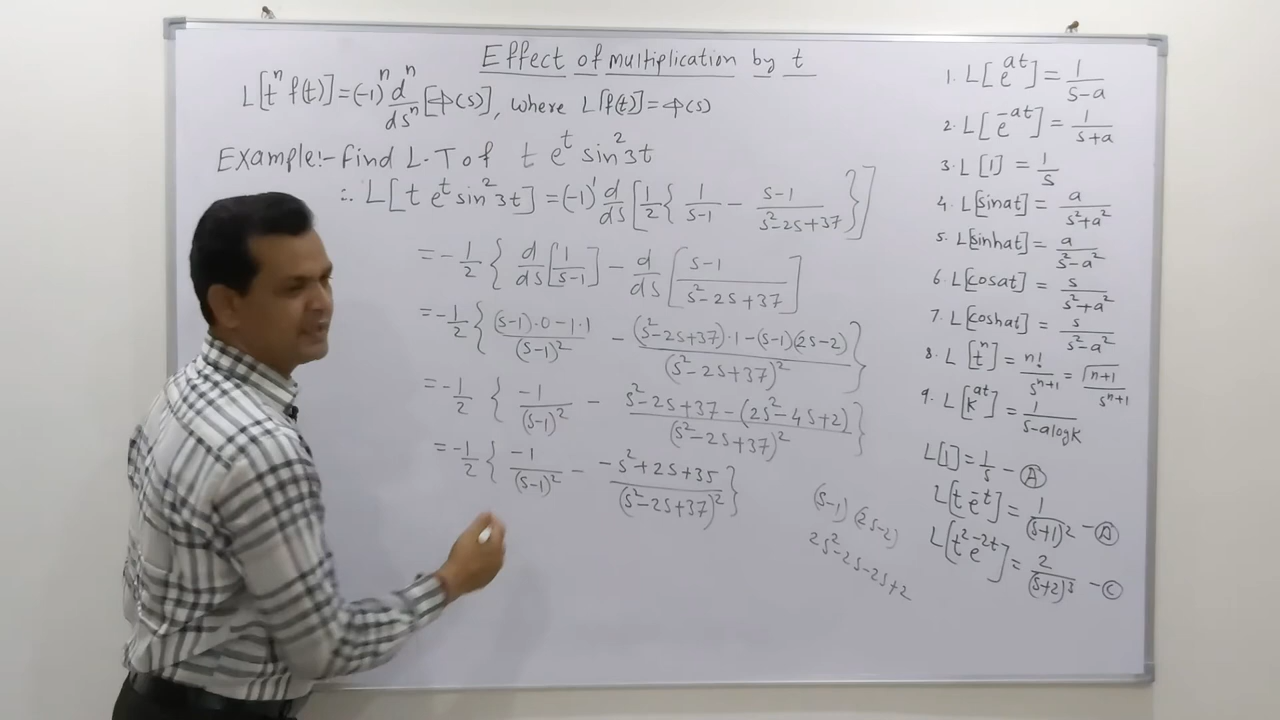 Effect of multiplication by t
L[tⁿ f(t)] = (-1)ⁿ dⁿ/dsⁿ [φ(s)], where L[f(t)] = φ(s)
Example:- Find L.T of t eᵗ sin²3t
∴ L[t eᵗ sin²3t] = (-1)¹ d/ds [1/2 { 1/(s-1) - (s-1)/(s²-2s+37) }]
= -1/2 { d/ds [1/(s-1)] - d/ds [(s-1)/(s²-2s+37)]
= -1/2 { ((s-1)·0-1·1)/(s-1)² - ((s²-2s+37)·1-(s-1)(2s-2))/(s²-2s+37)² }
= -1/2 { -1/(s-1)² - (s²-2s+37-(2s²-4s+2))/(s²-2s+37)² }
= -1/2 { -1/(s-1)² - (-s²+2s+35)/(s²-2s+37)² }
(s-1)(2s-2)
2s²-2s-2s+2
1. L[e^at] = 1/(s-a)
2. L[e^-at] = 1/(s+a)
3. L[1] = 1/s
4. L[sinat] = a/(s²+a²)
5. L[sinhat] = a/(s²-a²)
6. L[cosat] = s/(s²+a²)
7. L[coshat] = s/(s²-a²)
8. L[tⁿ] = n!/s^(n+1) = Γn+1/s^(n+1)
9. L[k^at] = 1/(s-alogk)
L[1] = 1/s - Ⓐ
L[t e^-t] = 1/(s+1)² - Ⓐ
L[t² e^-2t] = 2/(s+2)³ - Ⓒ